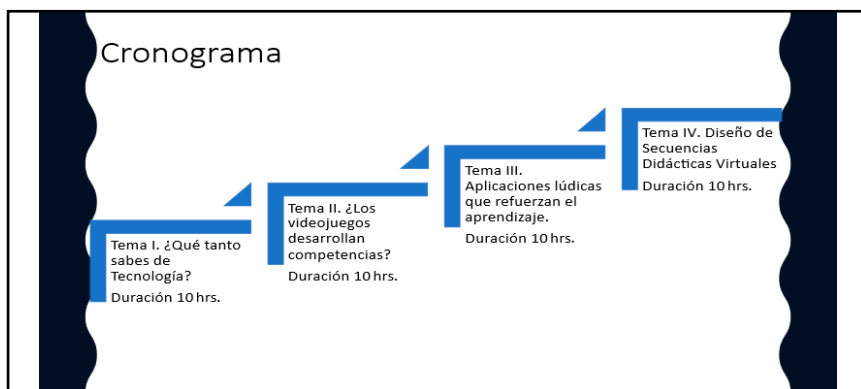 Cronograma
Tema I. ¿Qué tanto
sabes de
Tecnología?
Duración 10 hrs.
Tema II. ¿Los
videojuegos
desarrollan
competencias?
Duración 10 hrs.
Tema III.
Aplicaciones lúdicas
que refuerzan el
aprendizaje.
Duración 10 hrs.
Tema IV. Diseño de
Secuencias
Didácticas Virtuales
Duración 10 hrs.